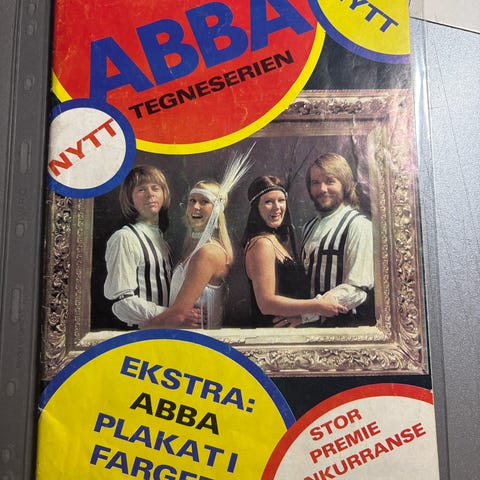 ABBA
TEGNESERIEN
NYTT
NYTT
EKSTRA:
ABBA
PLAKAT I
STOR
PREMIE